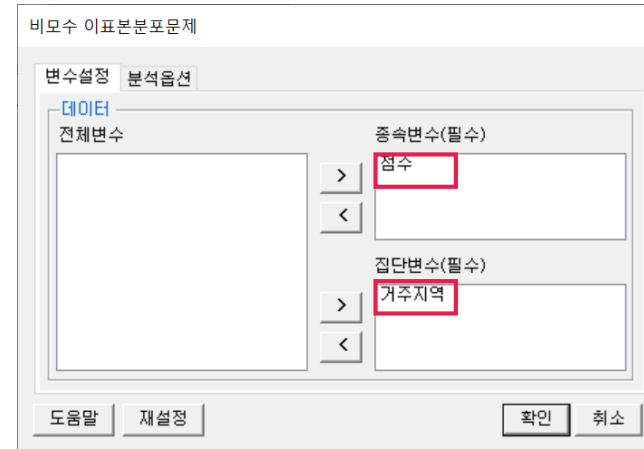 비모수 이표본분포문제
변수설정 분석옵션
데이터
전체변수
종속변수(필수)
점수
>
<
집단변수(필수)
거주지역
>
<
도움말 재설정 확인 취소